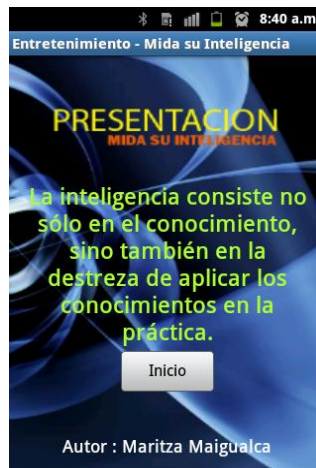 8:40 a.m
Entretenimiento - Mida su Inteligencia
PRESENTACION
MIDA SU INTELIGENCIA
La inteligencia consiste no
sólo en el conocimiento,
sino también en la
destreza de aplicar los
conocimientos en la
práctica.
Inicio
Autor : Maritza Maigualca